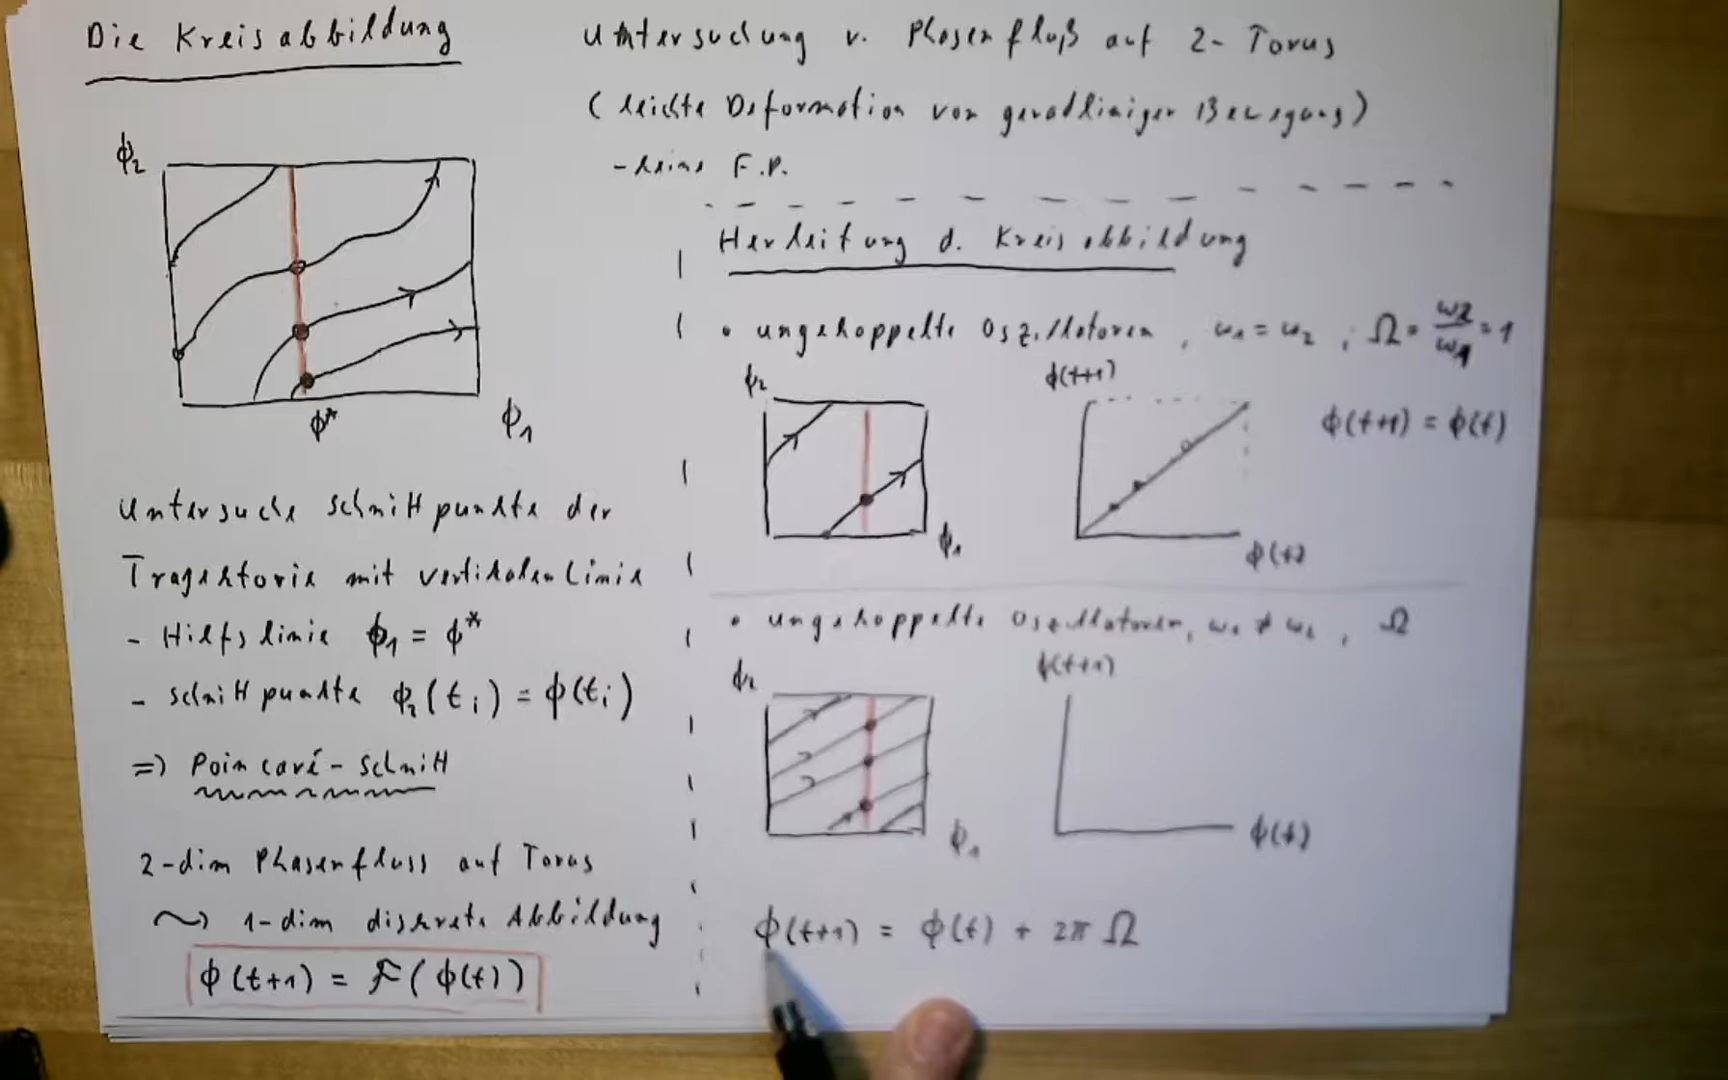 Die Kreisabbildung
ϕ₂
ϕ*
ϕ₁
Untersuche Schnittpunkte der
Trajektorie mit vertikalen Linie
- Hilfslinie ϕ₁ = ϕ*
- Schnittpunkte ϕ₂(tᵢ) = ϕ(tᵢ)
=> Poincaré-Schnitt
2-dim Phasenfluss auf Torus
~> 1-dim diskrete Abbildung
ϕ(t+1) = F(ϕ(t))
Untersuchung v. Phasenfluß auf 2-Torus
(leichte Deformation von geradliniger Bewegung)
- keine F.P.
Herleitung d. Kreisabbildung
• ungekoppelte Oszillatoren, ω₁ = ω₂ ; Ω = ω2/ω1 = 1
ϕ₂
ϕ₁
ϕ(t+1)
ϕ(t)
ϕ(t+1) = ϕ(t)
• ungekoppelte Oszillatoren, ω₁ ≠ ω₂ , Ω
ϕ₂
ϕ₁
ϕ(t+1)
ϕ(t)
ϕ(t+1) = ϕ(t) + 2π Ω